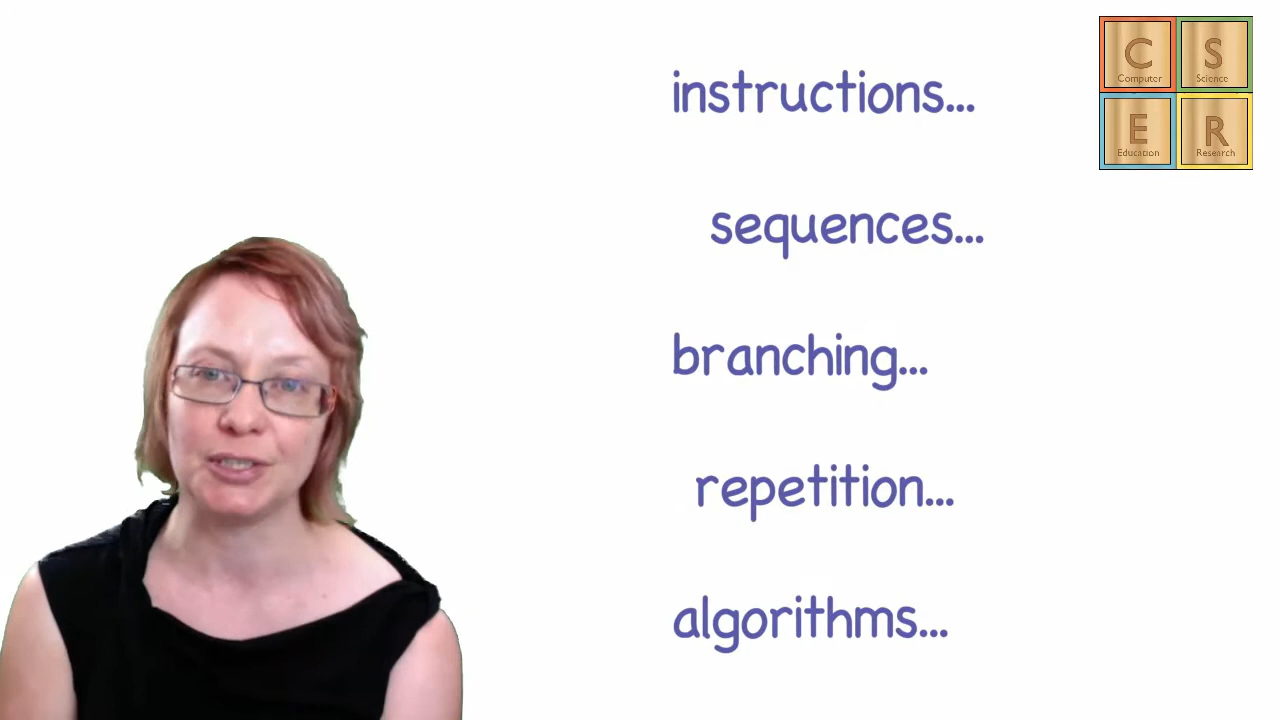 instructions...
sequences...
branching...
repetition...
algorithms...
C S
Computer Science
E R
Education Research